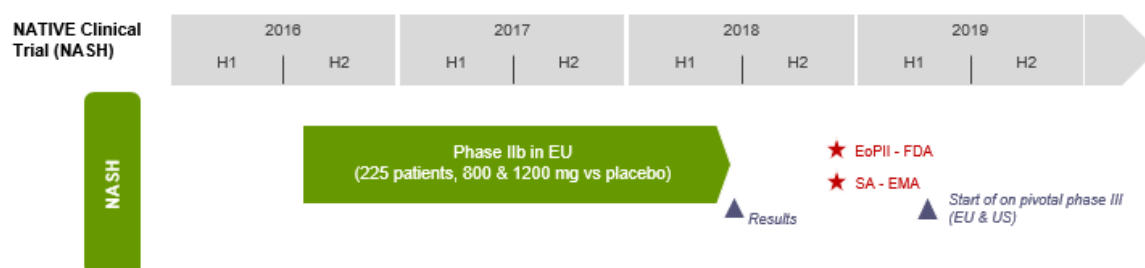 NATIVE Clinical
Trial (NASH)
2016
2017
2018
2019
H1
H2
H1
H2
H1
H2
H1
H2
NASH
Phase IIb in EU
(225 patients, 800 & 1200 mg vs placebo)
EoPII - FDA
SA - EMA
Results
Start of on pivotal phase III
(EU & US)